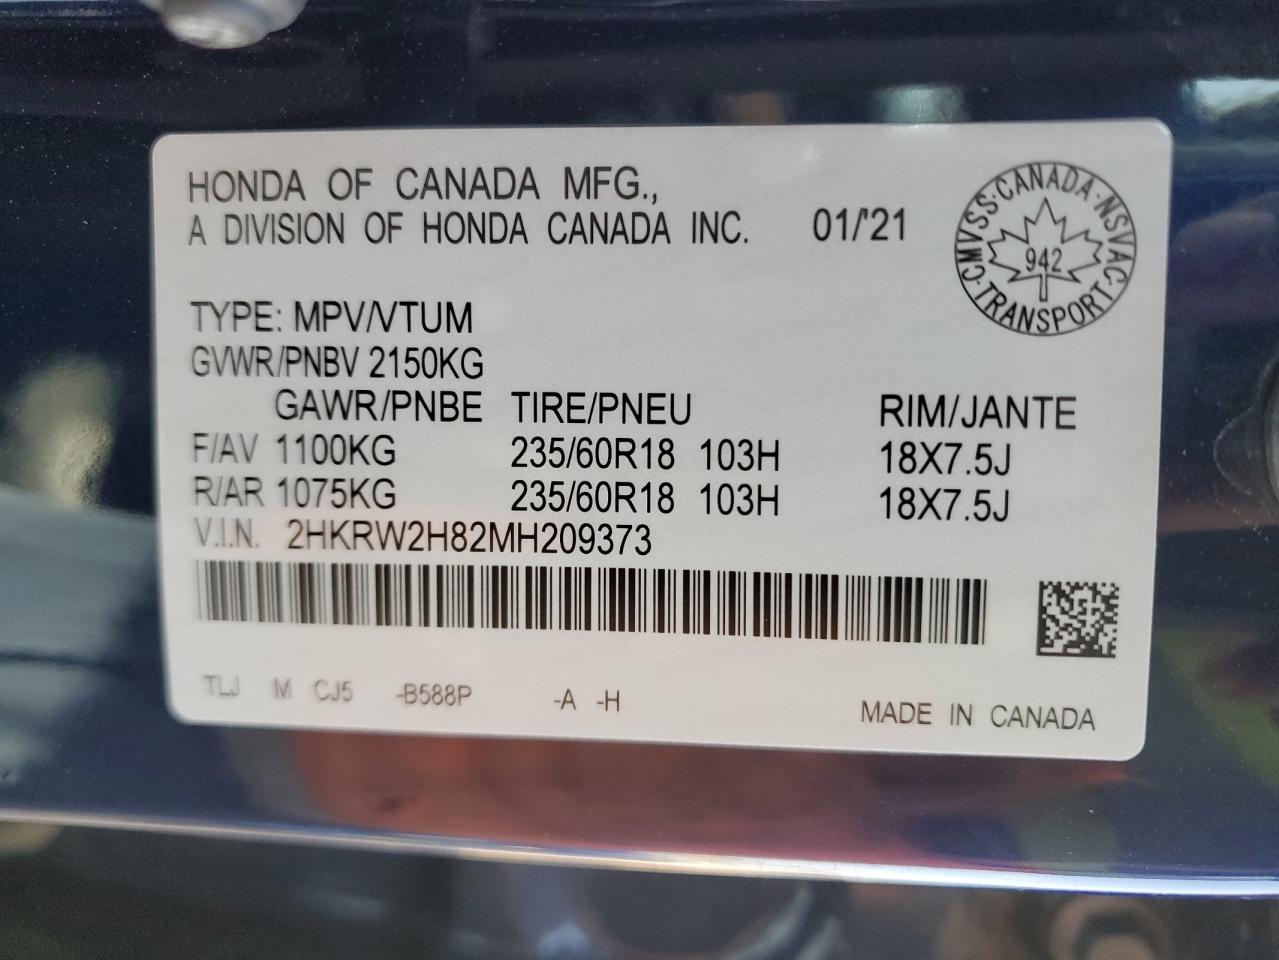 HONDA OF CANADA MFG.,
A DIVISION OF HONDA CANADA INC. 01/'21
CMVSS·CANADA·NSVAC·TRANSPORT·
942
TYPE: MPV/VTUM
GVWR/PNBV 2150KG
GAWR/PNBE TIRE/PNEU RIM/JANTE
F/AV 1100KG 235/60R18 103H 18X7.5J
R/AR 1075KG 235/60R18 103H 18X7.5J
V.I.N. 2HKRW2H82MH209373
TLJ M CJ5 -B588P -A -H
MADE IN CANADA